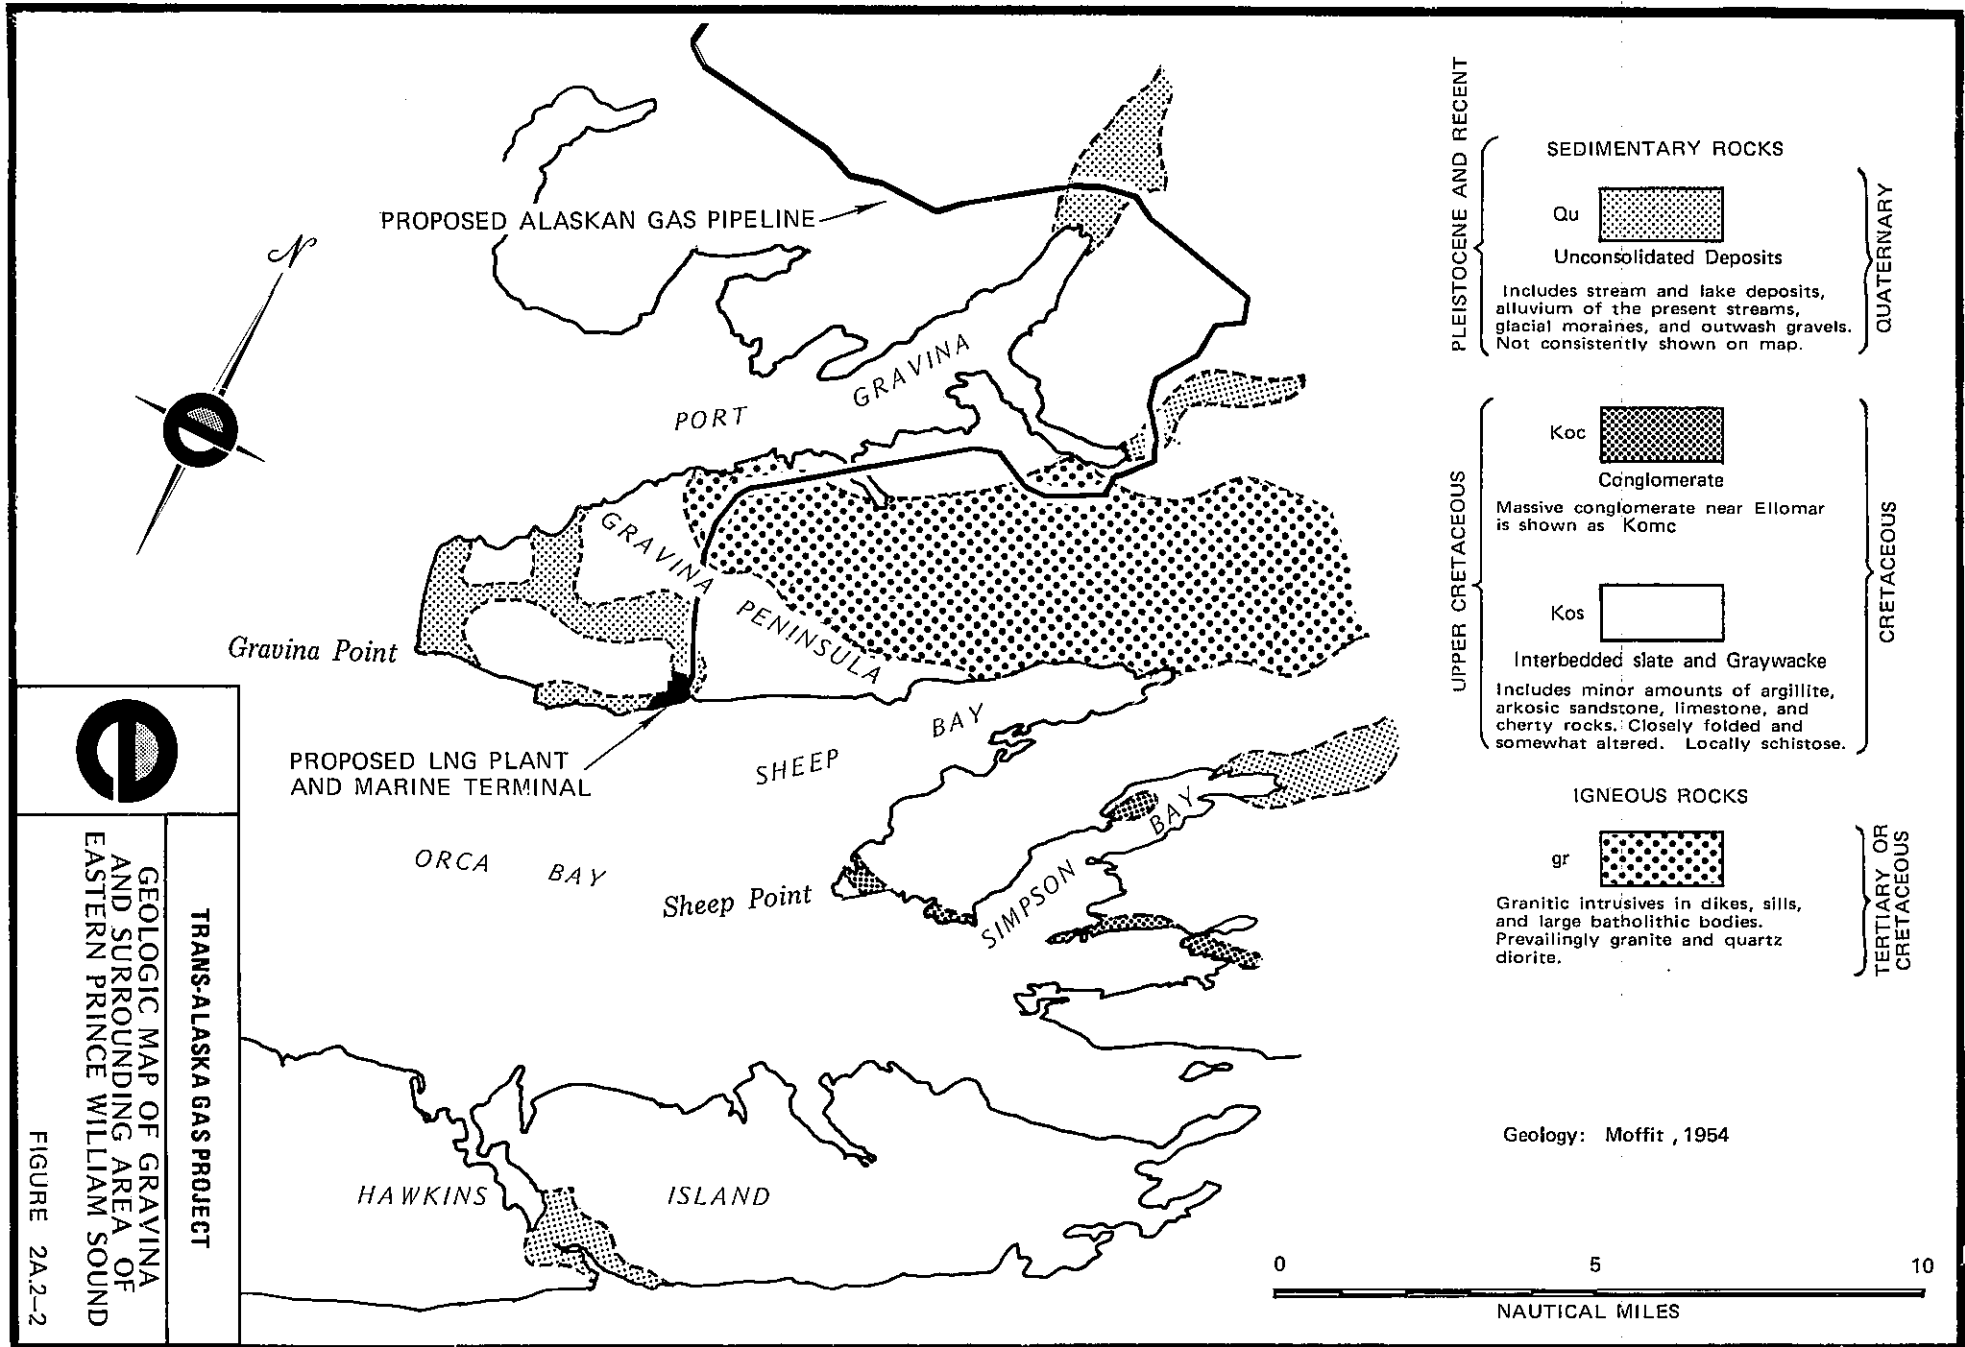 PROPOSED ALASKAN GAS PIPELINE
N
PORT
GRAVINA
GRAVINA
PENINSULA
Gravina Point
PROPOSED LNG PLANT
AND MARINE TERMINAL
SHEEP
BAY
ORCA
BAY
Sheep Point
SIMPSON
BAY
HAWKINS
ISLAND
PLEISTOCENE AND RECENT
SEDIMENTARY ROCKS
Qu
Unconsolidated Deposits
Includes stream and lake deposits,
alluvium of the present streams,
glacial moraines, and outwash gravels.
Not consistently shown on map.
QUATERNARY
UPPER CRETACEOUS
Koc
Conglomerate
Massive conglomerate near Ellomar
is shown as Komc
Kos
Interbedded slate and Graywacke
Includes minor amounts of argillite,
arkosic sandstone, limestone, and
cherty rocks. Closely folded and
somewhat altered. Locally schistose.
CRETACEOUS
IGNEOUS ROCKS
gr
Granitic intrusives in dikes, sills,
and large batholithic bodies.
Prevailingly granite and quartz
diorite.
TERTIARY OR
CRETACEOUS
Geology: Moffit , 1954
0 5 10
NAUTICAL MILES
TRANS-ALASKA GAS PROJECT
GEOLOGIC MAP OF GRAVINA
AND SURROUNDING AREA OF
EASTERN PRINCE WILLIAM SOUND
FIGURE 2A.2-2